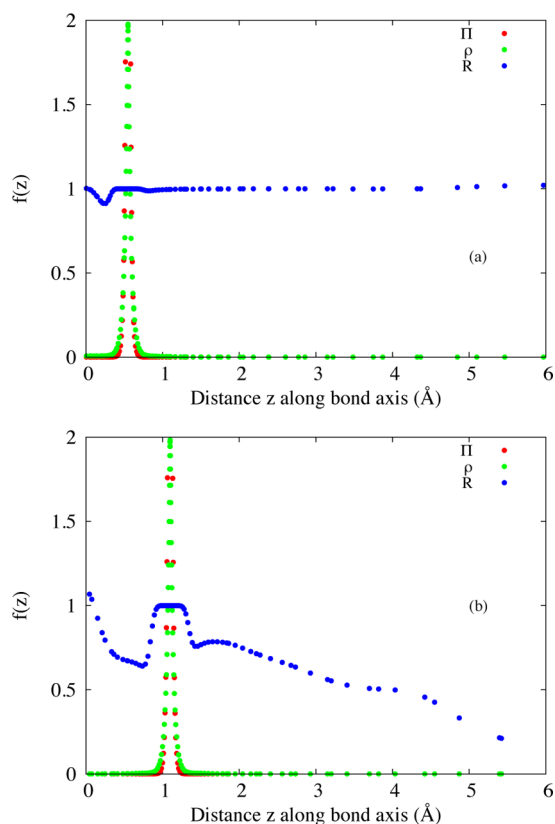 2
1.5
1
0.5
0
f(z)
Π
ρ
R
(a)
0 1 2 3 4 5 6
Distance z along bond axis (Å)
2
1.5
1
0.5
0
f(z)
Π
ρ
R
(b)
0 1 2 3 4 5 6
Distance z along bond axis (Å)